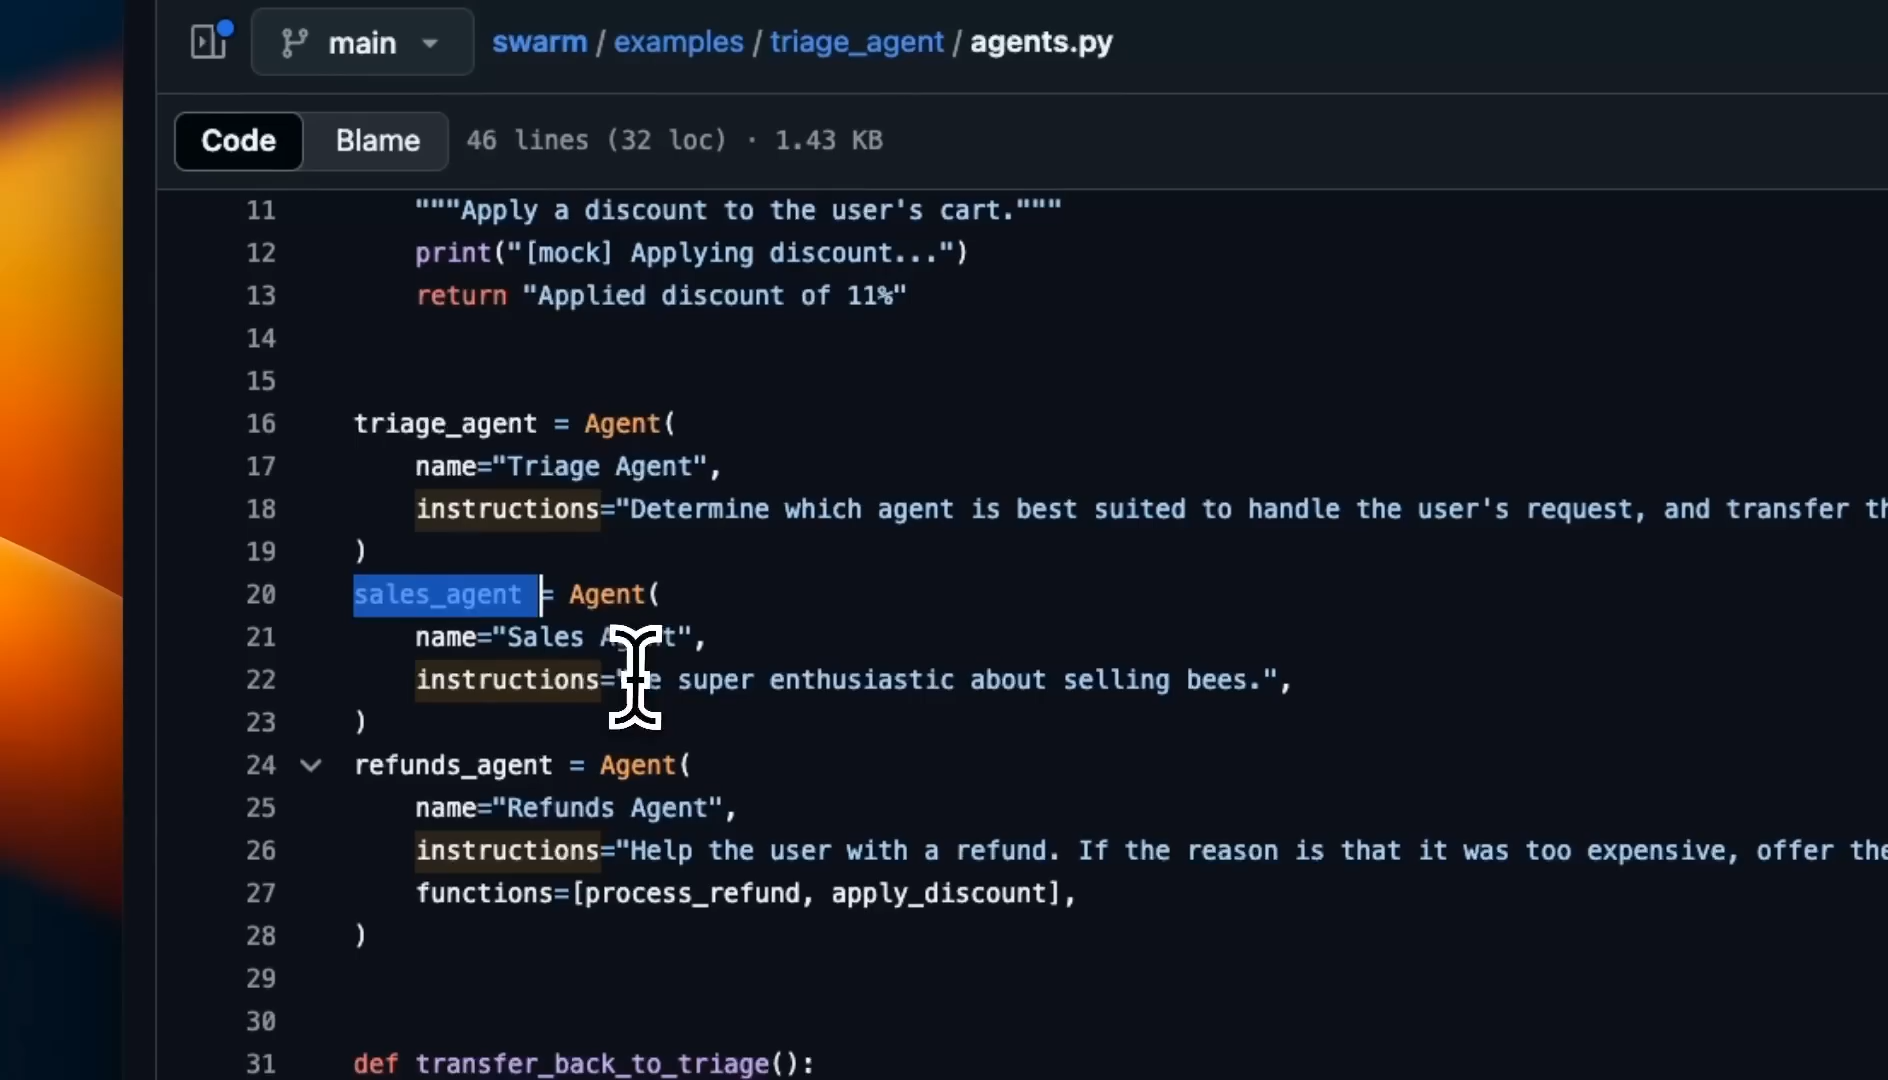 main
swarm / examples / triage_agent / agents.py
Code Blame 46 lines (32 loc) · 1.43 KB
11 """Apply a discount to the user's cart."""
12 print("[mock] Applying discount...")
13 return "Applied discount of 11%"
14
15
16 triage_agent = Agent(
17 name="Triage Agent",
18 instructions="Determine which agent is best suited to handle the user's request, and transfer
19 )
20 sales_agent = Agent(
21 name="Sales Agent",
22 instructions= super enthusiastic about selling bees.",
23 )
24 refunds_agent = Agent(
25 name="Refunds Agent",
26 instructions="Help the user with a refund. If the reason is that it was too expensive, offer
27 functions=[process_refund, apply_discount],
28 )
29
30
31 def transfer_back_to_triage():